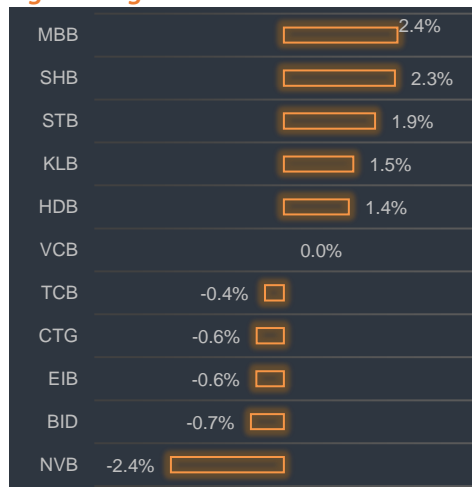 MBB 2.4%
SHB 2.3%
STB 1.9%
KLB 1.5%
HDB 1.4%
VCB 0.0%
TCB -0.4%
CTG -0.6%
EIB -0.6%
BID -0.7%
NVB -2.4%